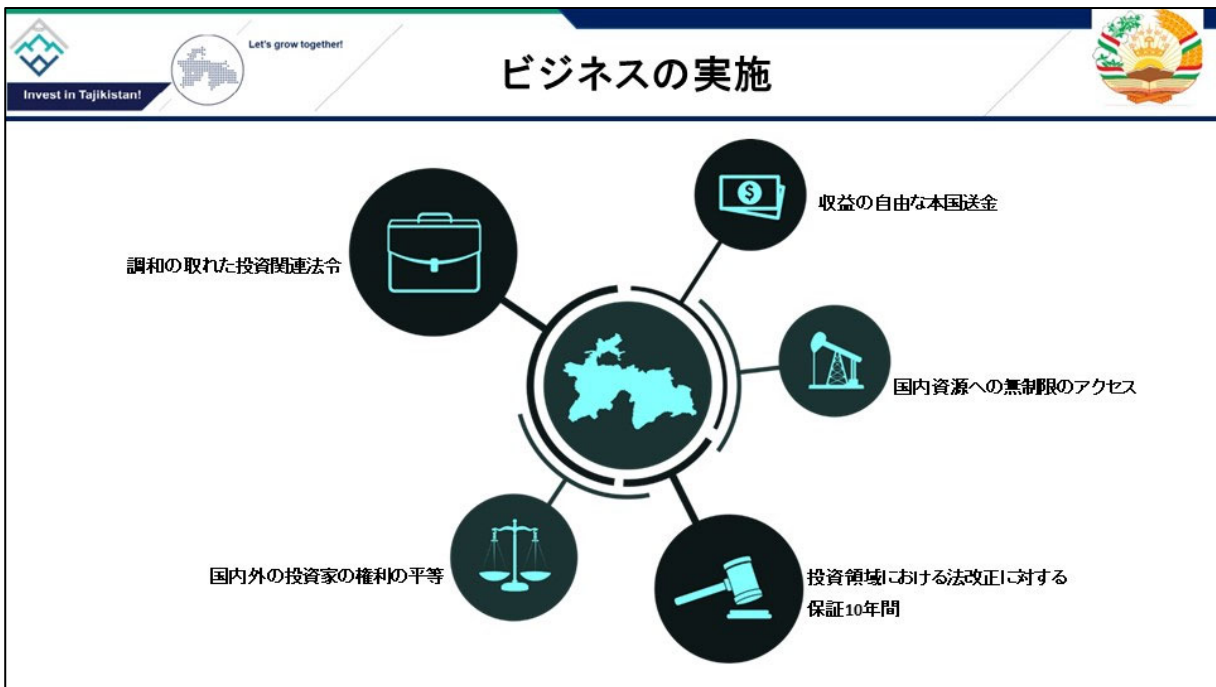 Let's grow together!
Invest in Tajikistan!
ビジネスの実施
収益の自由な本国送金
調和の取れた投資関連法令
国内資源への無制限のアクセス
国内外の投資家の権利の平等
投資領域における法改正に対する
保証10年間